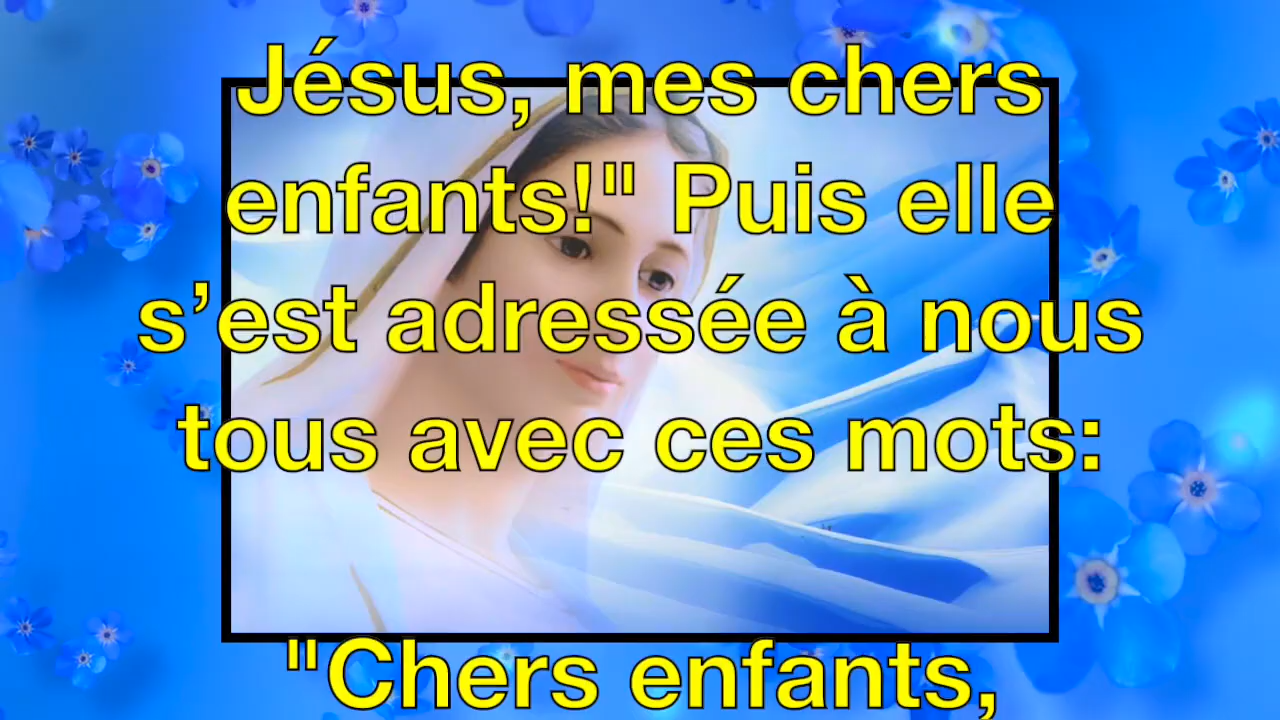 Jésus, mes chers
enfants!" Puis elle
s’est adressée à nous
tous avec ces mots:
"Chers enfants,